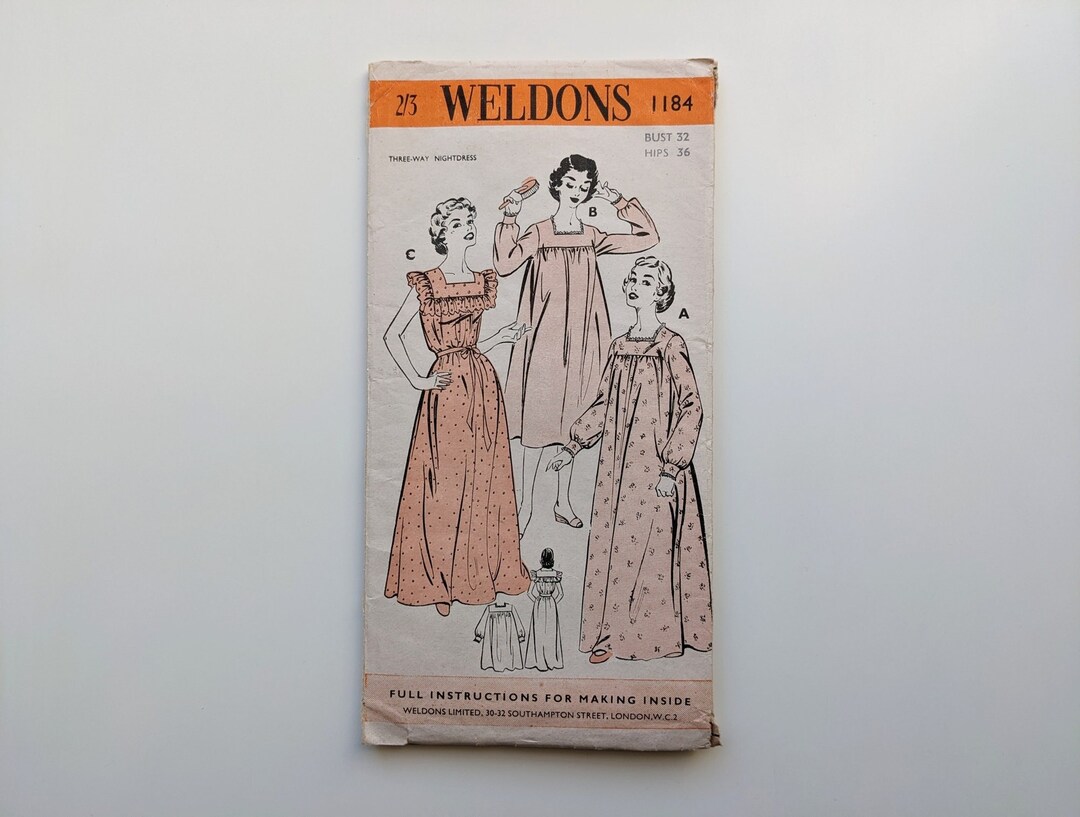 2/3 WELDONS 1184
BUST 32
HIPS 36
THREE-WAY NIGHTDRESS
B
C
A
FULL INSTRUCTIONS FOR MAKING INSIDE
WELDONS LIMITED, 30-32 SOUTHAMPTON STREET, LONDON, W.C.2